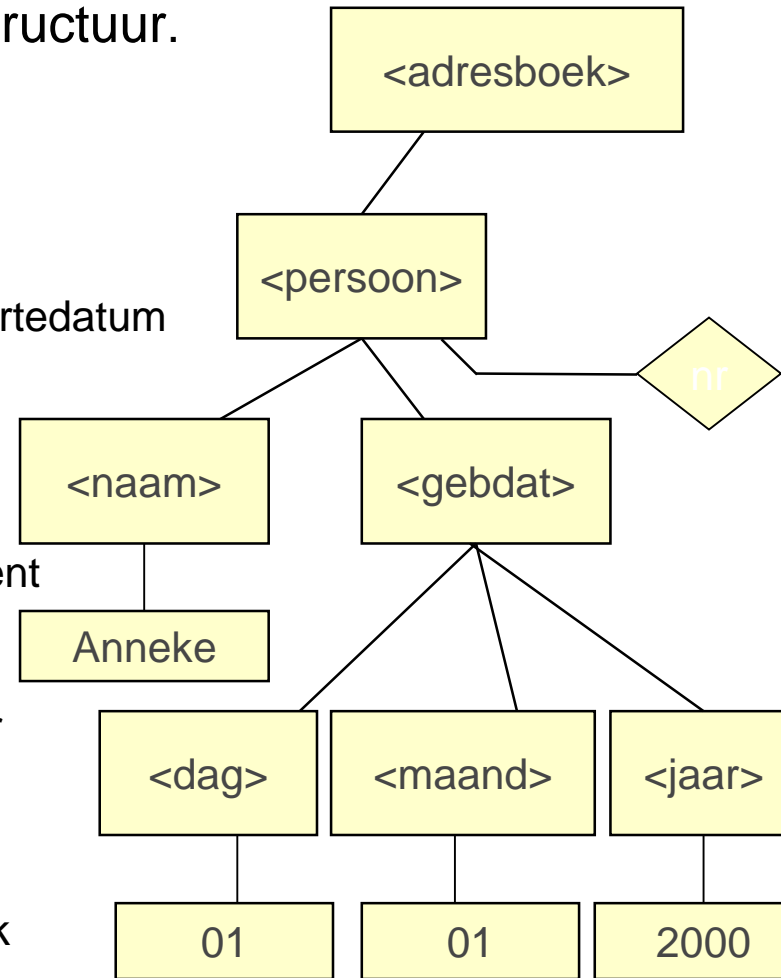 ructuur.
<adresboek>
<persoon>
rtedatum
nr
<naam>
<gebdat>
ent
Anneke
<dag>
<maand>
<jaar>
k
01
01
2000